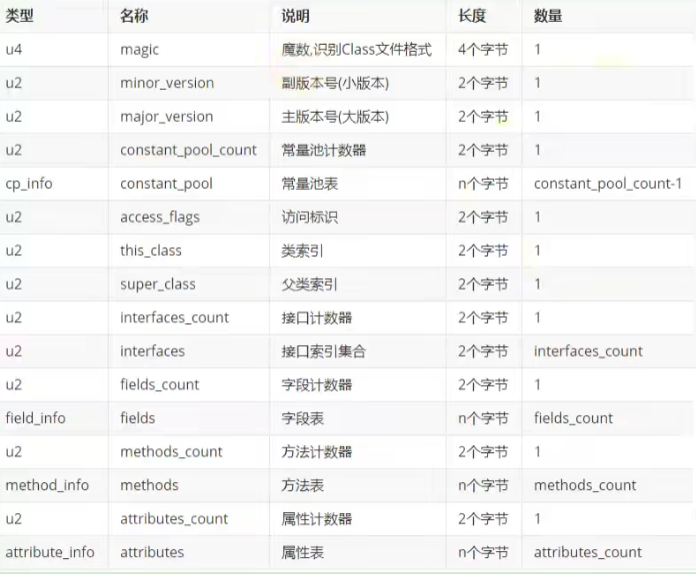 类型 名称 说明 长度 数量
u4 magic 魔数,识别Class文件格式 4个字节 1
u2 minor_version 副版本号(小版本) 2个字节 1
u2 major_version 主版本号(大版本) 2个字节 1
u2 constant_pool_count 常量池计数器 2个字节 1
cp_info constant_pool 常量池表 n个字节 constant_pool_count-1
u2 access_flags 访问标识 2个字节 1
u2 this_class 类索引 2个字节 1
u2 super_class 父类索引 2个字节 1
u2 interfaces_count 接口计数器 2个字节 1
u2 interfaces 接口索引集合 2个字节 interfaces_count
u2 fields_count 字段计数器 2个字节 1
field_info fields 字段表 n个字节 fields_count
u2 methods_count 方法计数器 2个字节 1
method_info methods 方法表 n个字节 methods_count
u2 attributes_count 属性计数器 2个字节 1
attribute_info attributes 属性表 n个字节 attributes_count